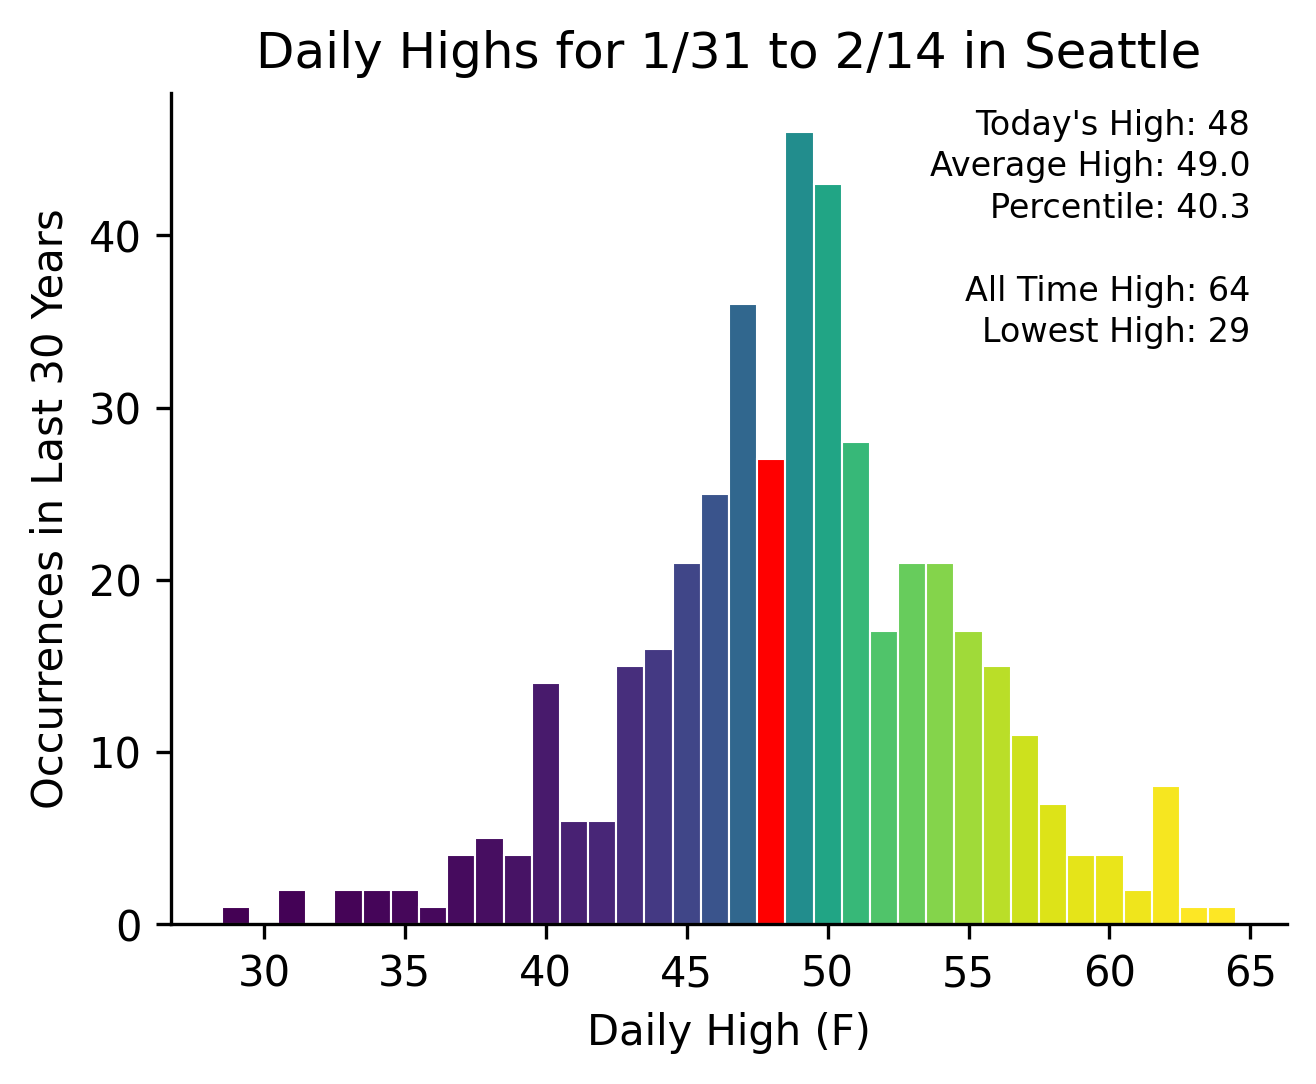 Daily Highs for 1/31 to 2/14 in Seattle
Today's High: 48
Average High: 49.0
Percentile: 40.3
All Time High: 64
Lowest High: 29
Occurrences in Last 30 Years
40
30
20
10
0
30 35 40 45 50 55 60 65
Daily High (F)